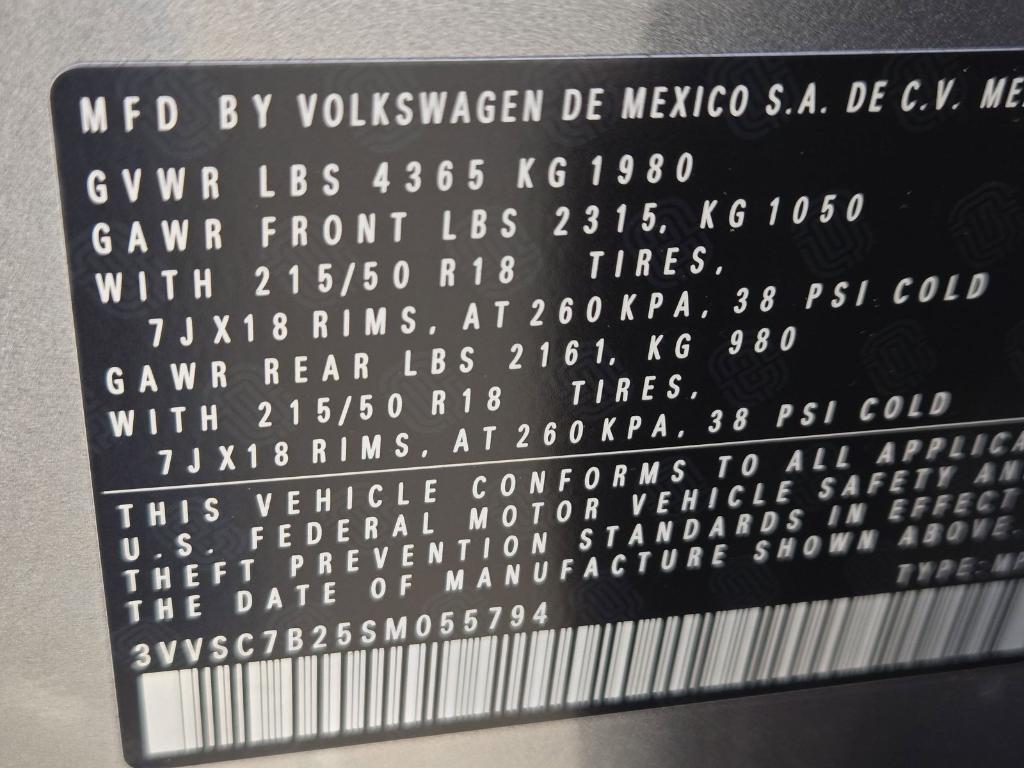 MFD BY VOLKSWAGEN DE MEXICO S.A. DE C.V.
GVWR LBS 4365 KG 1980
GAWR FRONT LBS 2315, KG 1050
WITH 215/50 R18 TIRES,
7JX18 RIMS, AT 260 KPA, 38 PSI COLD
GAWR REAR LBS 2161, KG 980
WITH 215/50 R18 TIRES,
7JX18 RIMS, AT 260 KPA, 38 PSI COLD
THIS VEHICLE CONFORMS TO ALL
U.S. FEDERAL MOTOR VEHICLE SAFETY
THEFT PREVENTION STANDARDS IN EFFECT
THE DATE OF MANUFACTURE SHOWN ABOVE.
TYPE:
3VVSC7B25SM055794